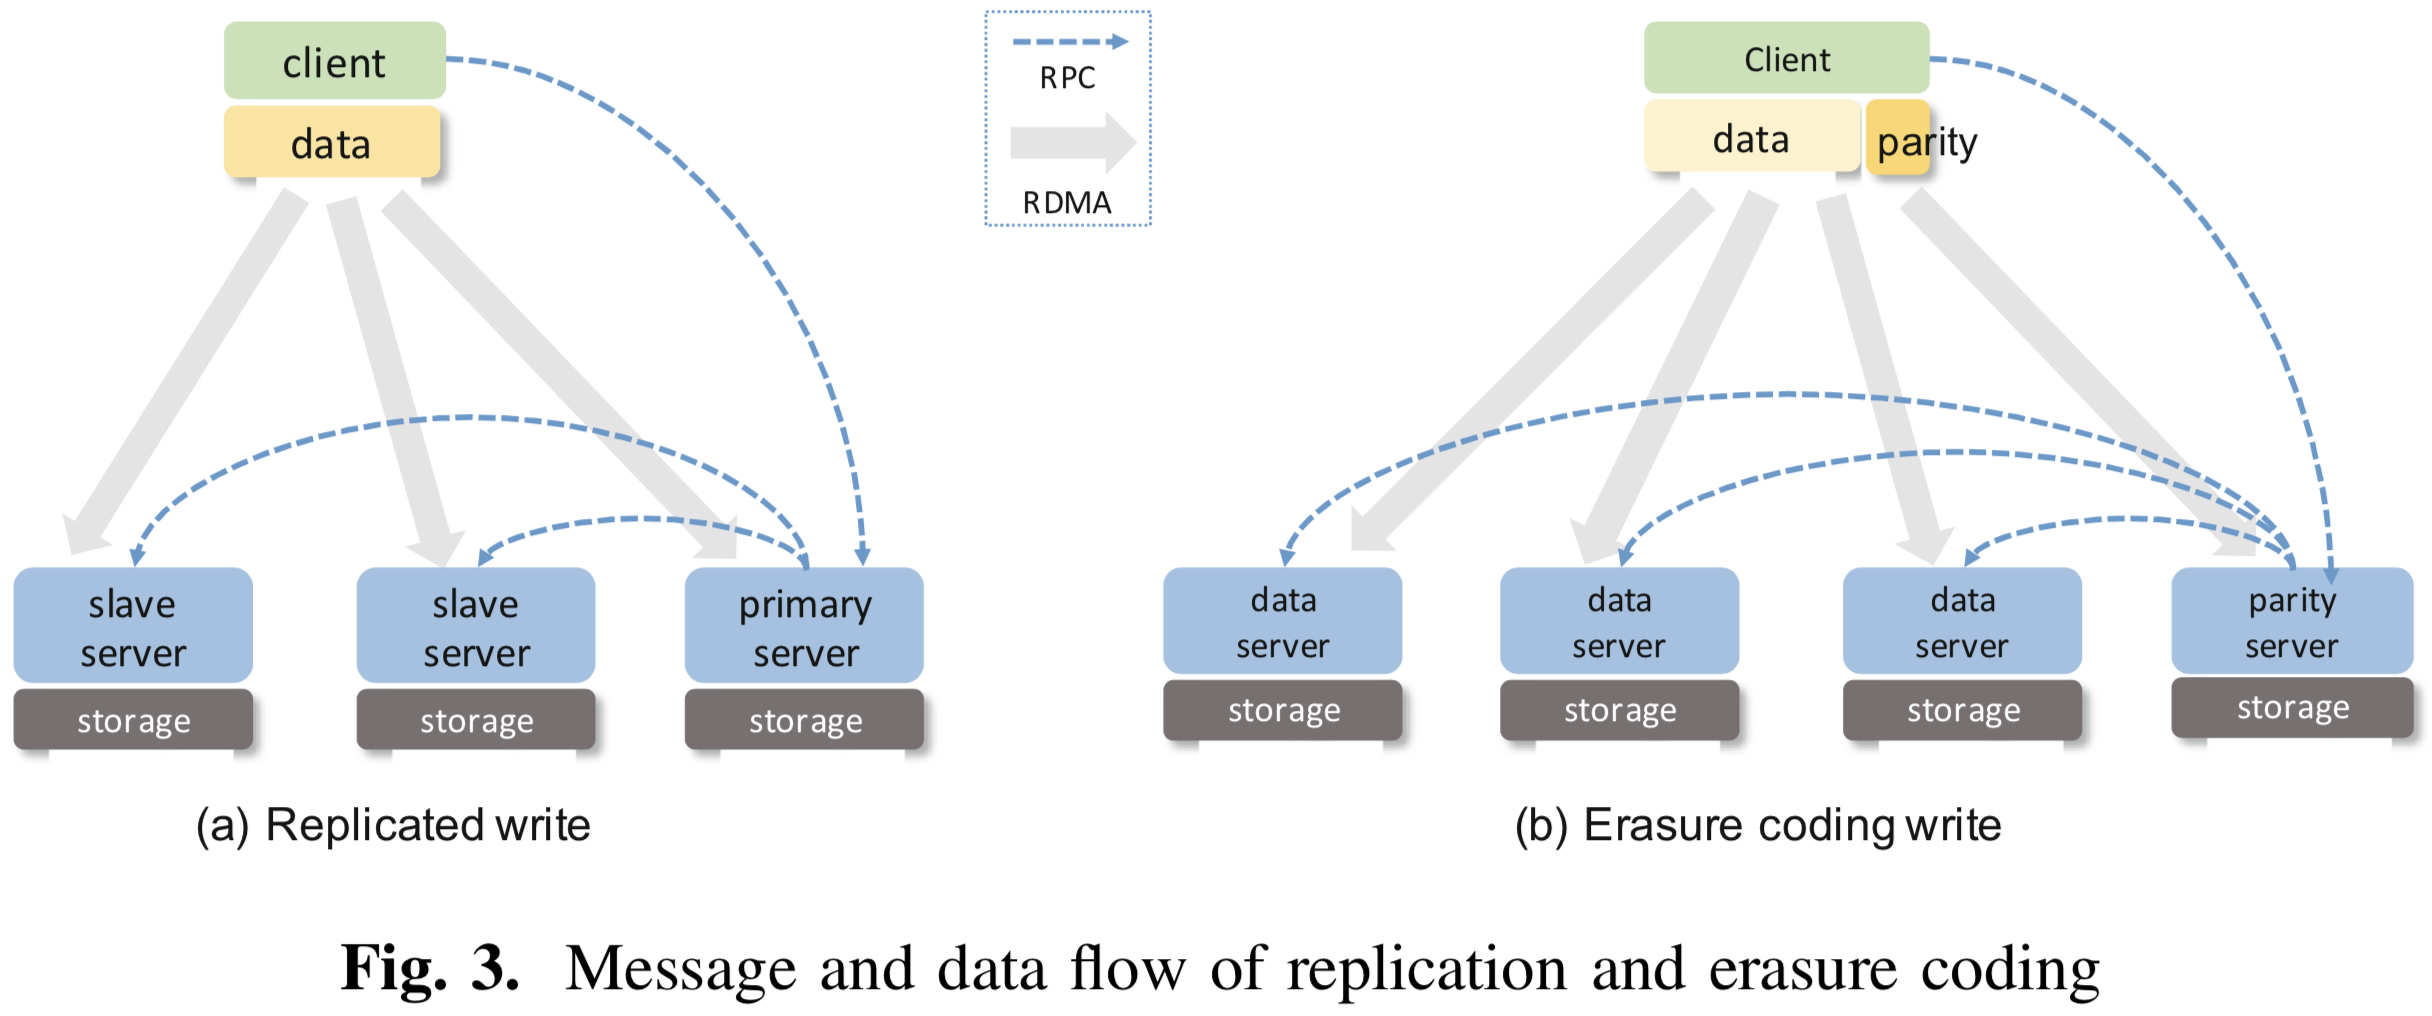 client
data
RPC
RDMA
Client
data
parity
slave
server
storage
slave
server
storage
primary
server
storage
data
server
storage
data
server
storage
data
server
storage
parity
server
storage
(a) Replicated write
(b) Erasure coding write
Fig. 3. Message and data flow of replication and erasure coding